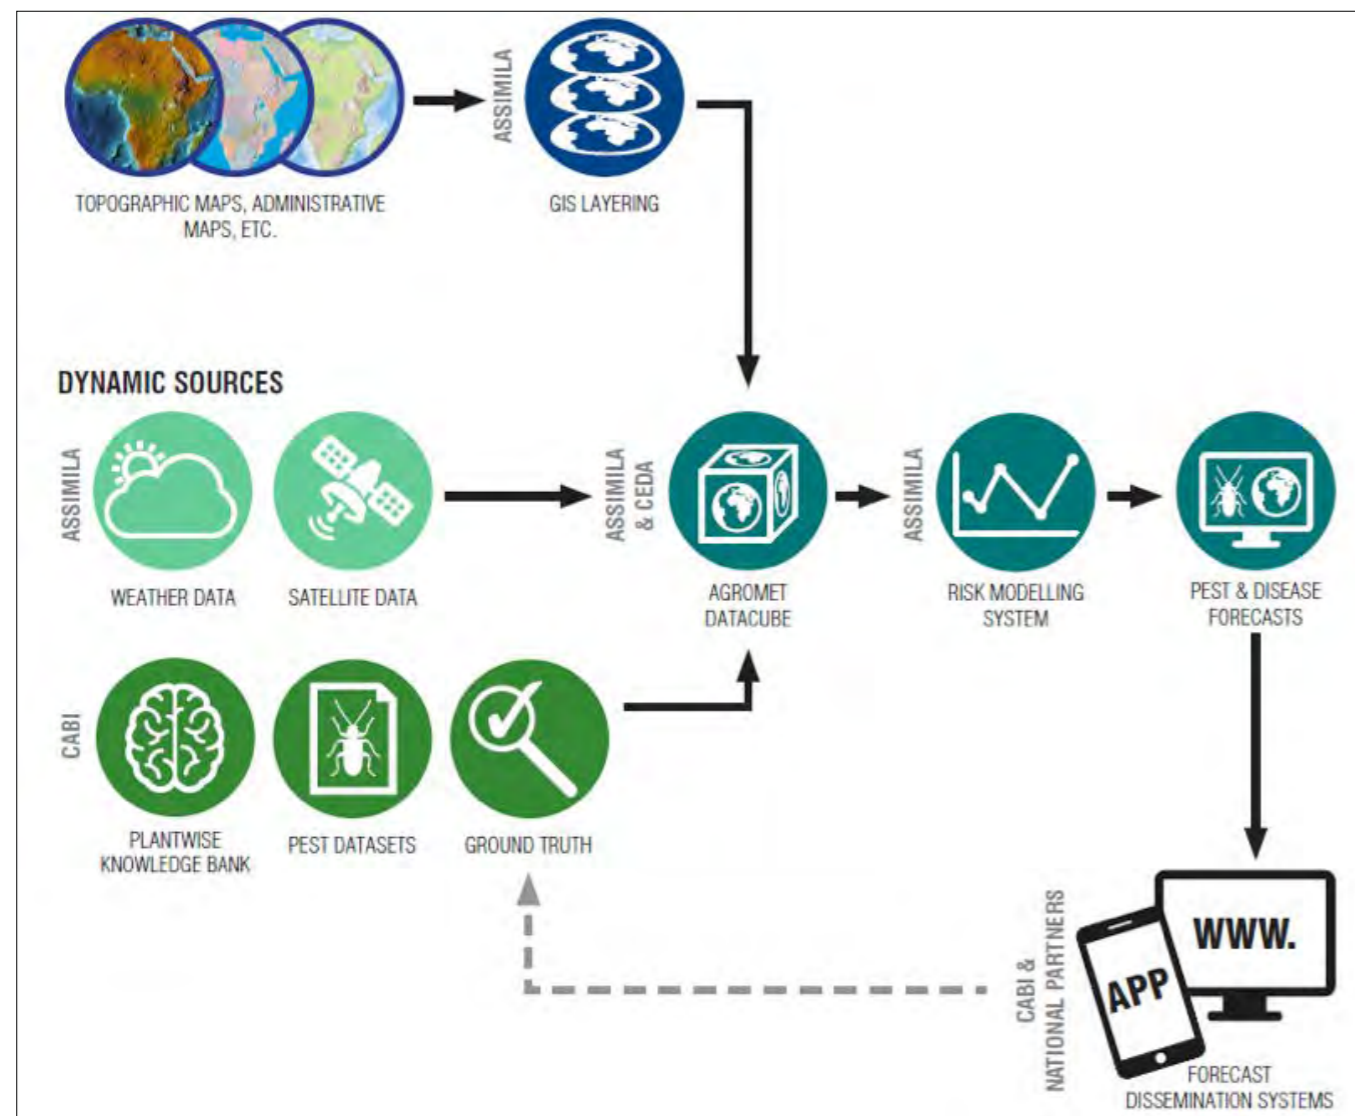 ASSIMILA
TOPOGRAPHIC MAPS, ADMINISTRATIVE
MAPS, ETC.
GIS LAYERING
DYNAMIC SOURCES
ASSIMILA
WEATHER DATA
SATELLITE DATA
ASSIMILA
& CEDA
AGROMET
DATACUBE
ASSIMILA
RISK MODELLING
SYSTEM
PEST & DISEASE
FORECASTS
CABI
PLANTWISE
KNOWLEDGE BANK
PEST DATASETS
GROUND TRUTH
CABI &
NATIONAL PARTNERS
WWW.
APP
FORECAST
DISSEMINATION SYSTEMS